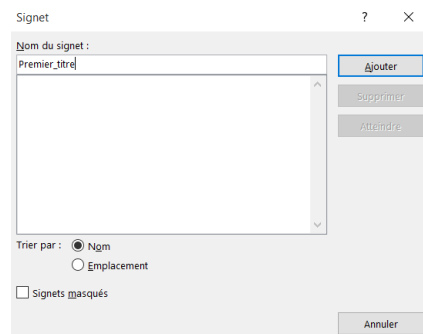 Signet ? ×
Nom du signet :
Premier_titre
Ajouter
Supprimer
Atteindre
Trier par : Nom
Emplacement
Signets masqués
Annuler